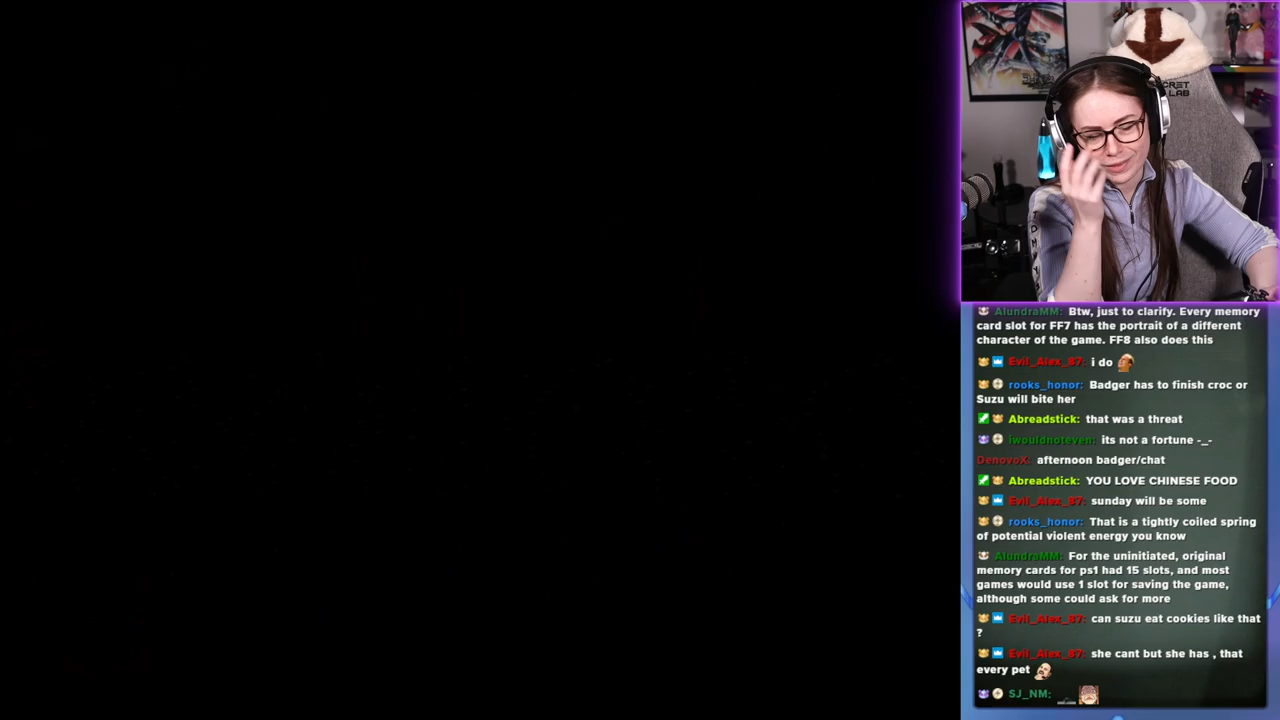 CRET
LAB
AlundraMM: Btw, just to clarify. Every memory
card slot for FF7 has the portrait of a different
character of the game. FF8 also does this
Evil_Alex_87: i do
rooks_honor: Badger has to finish croc or
Suzu will bite her
Abreadstick: that was a threat
iwouldnoteven: its not a fortune -_-
DenovoX: afternoon badger/chat
Abreadstick: YOU LOVE CHINESE FOOD
Evil_Alex_87: sunday will be some
rooks_honor: That is a tightly coiled spring
of potential violent energy you know
AlundraMM: For the uninitiated, original
memory cards for ps1 had 15 slots, and most
games would use 1 slot for saving the game,
although some could ask for more
Evil_Alex_87: can suzu eat cookies like that
?
Evil_Alex_87: she cant but she has , that
every pet
SJ_NM: